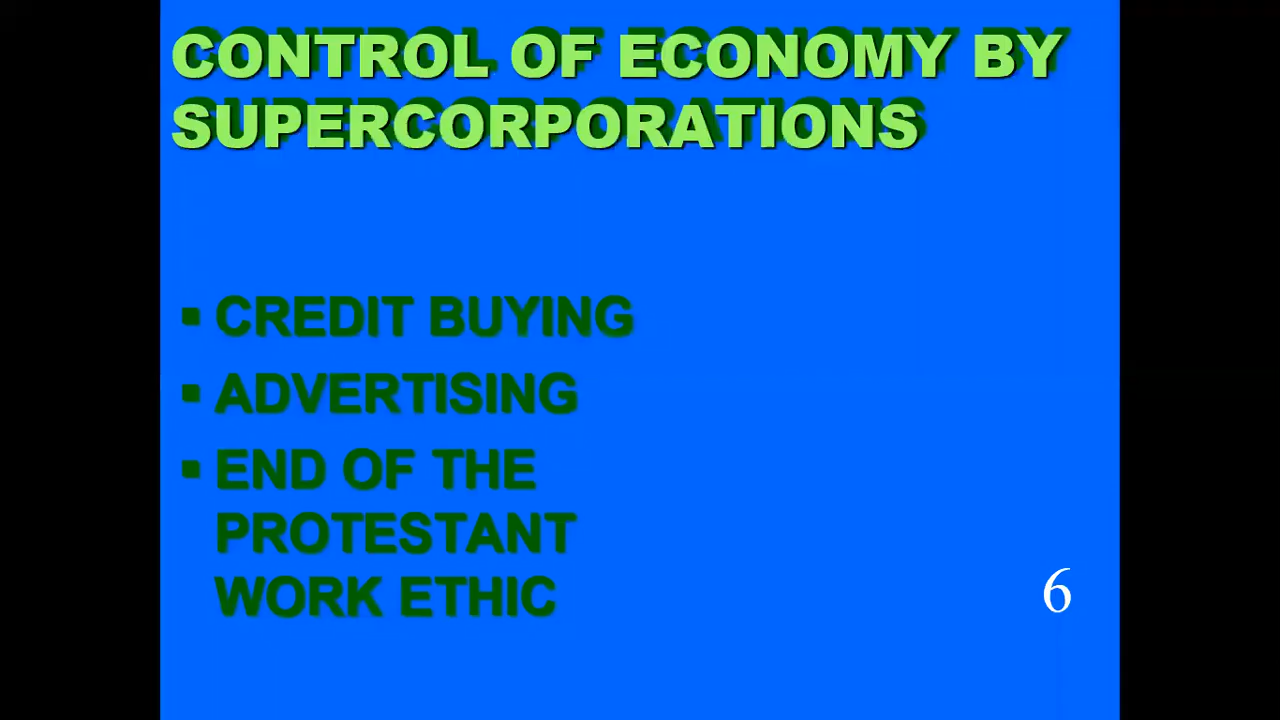 CONTROL OF ECONOMY BY
SUPERCORPORATIONS
▪ CREDIT BUYING
▪ ADVERTISING
▪ END OF THE
PROTESTANT
WORK ETHIC
6